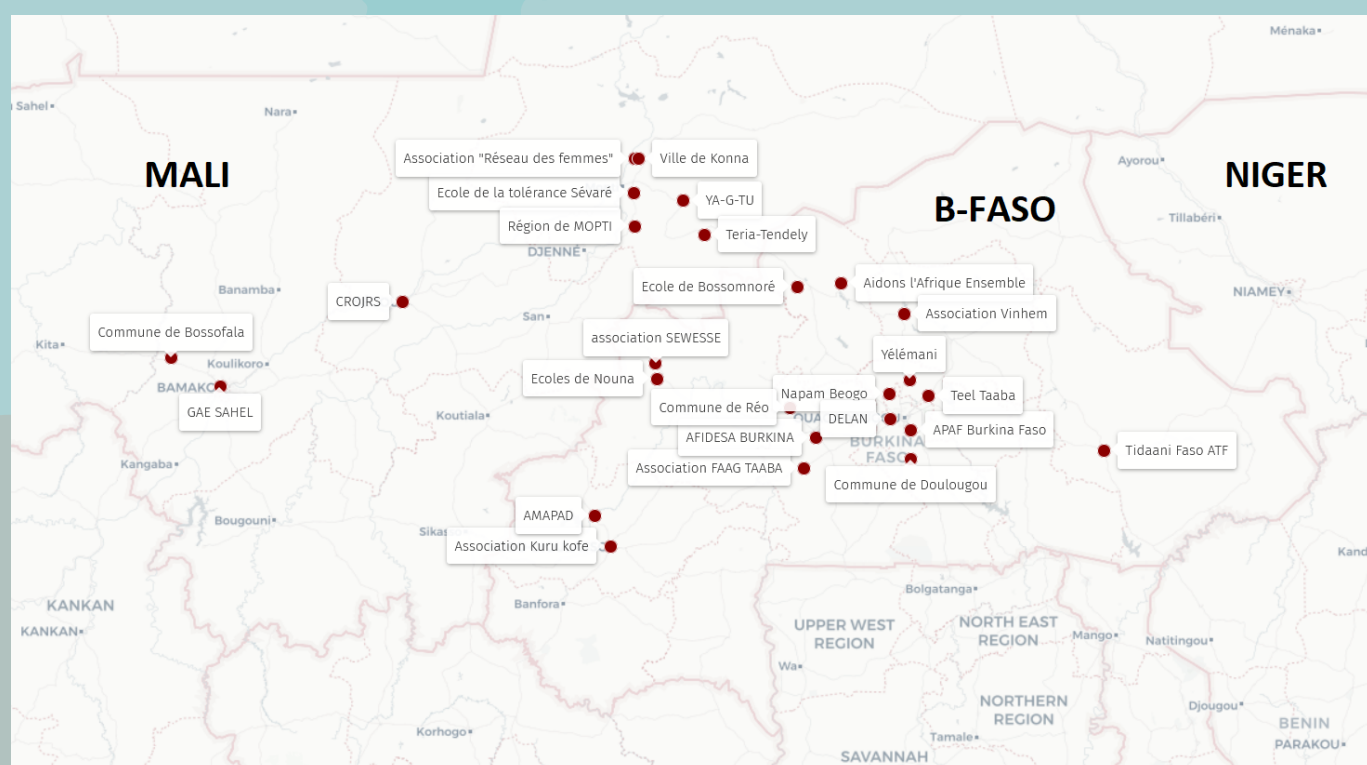 Ménaka
Sahel
Nara
MALI
Association "Réseau des femmes"
Ville de Konna
Ayorou
NIGER
Ecole de la tolérance Sévaré
YA-G-TU
B-FASO
Tillabéri
Région de MOPTI
Teria-Tendely
DJENNÉ
Banamba
CROJRS
Ecole de Bossomnoré
Aidons l'Afrique Ensemble
NIAMEY
San
Association Vinhem
Commune de Bossofala
association SEWESSE
Kita
Koulikoro
Yélémani
BAMAKO
Ecoles de Nouna
Napam Beogo
Teel Taaba
GAE SAHEL
Koutiala
Commune de Réo
OUA
DELAN
APAF Burkina Faso
AFIDESA BURKINA
BURKINA
FASO
Tidaani Faso ATF
Kangaba
Association FAAG TAABA
Commune de Doulougou
Bougouni
AMAPAD
Sikas
Association Kuru kofe
Kand
Bolgatanga
KANKAN
Banfora
UPPER WEST
REGION
NORTH EAST
REGION
KANKAN
Mango
Natitingou
Wa
NORTHERN
REGION
Djougou
Korhogo
Tamale
BENIN
PARAKOU
SAVANNAH